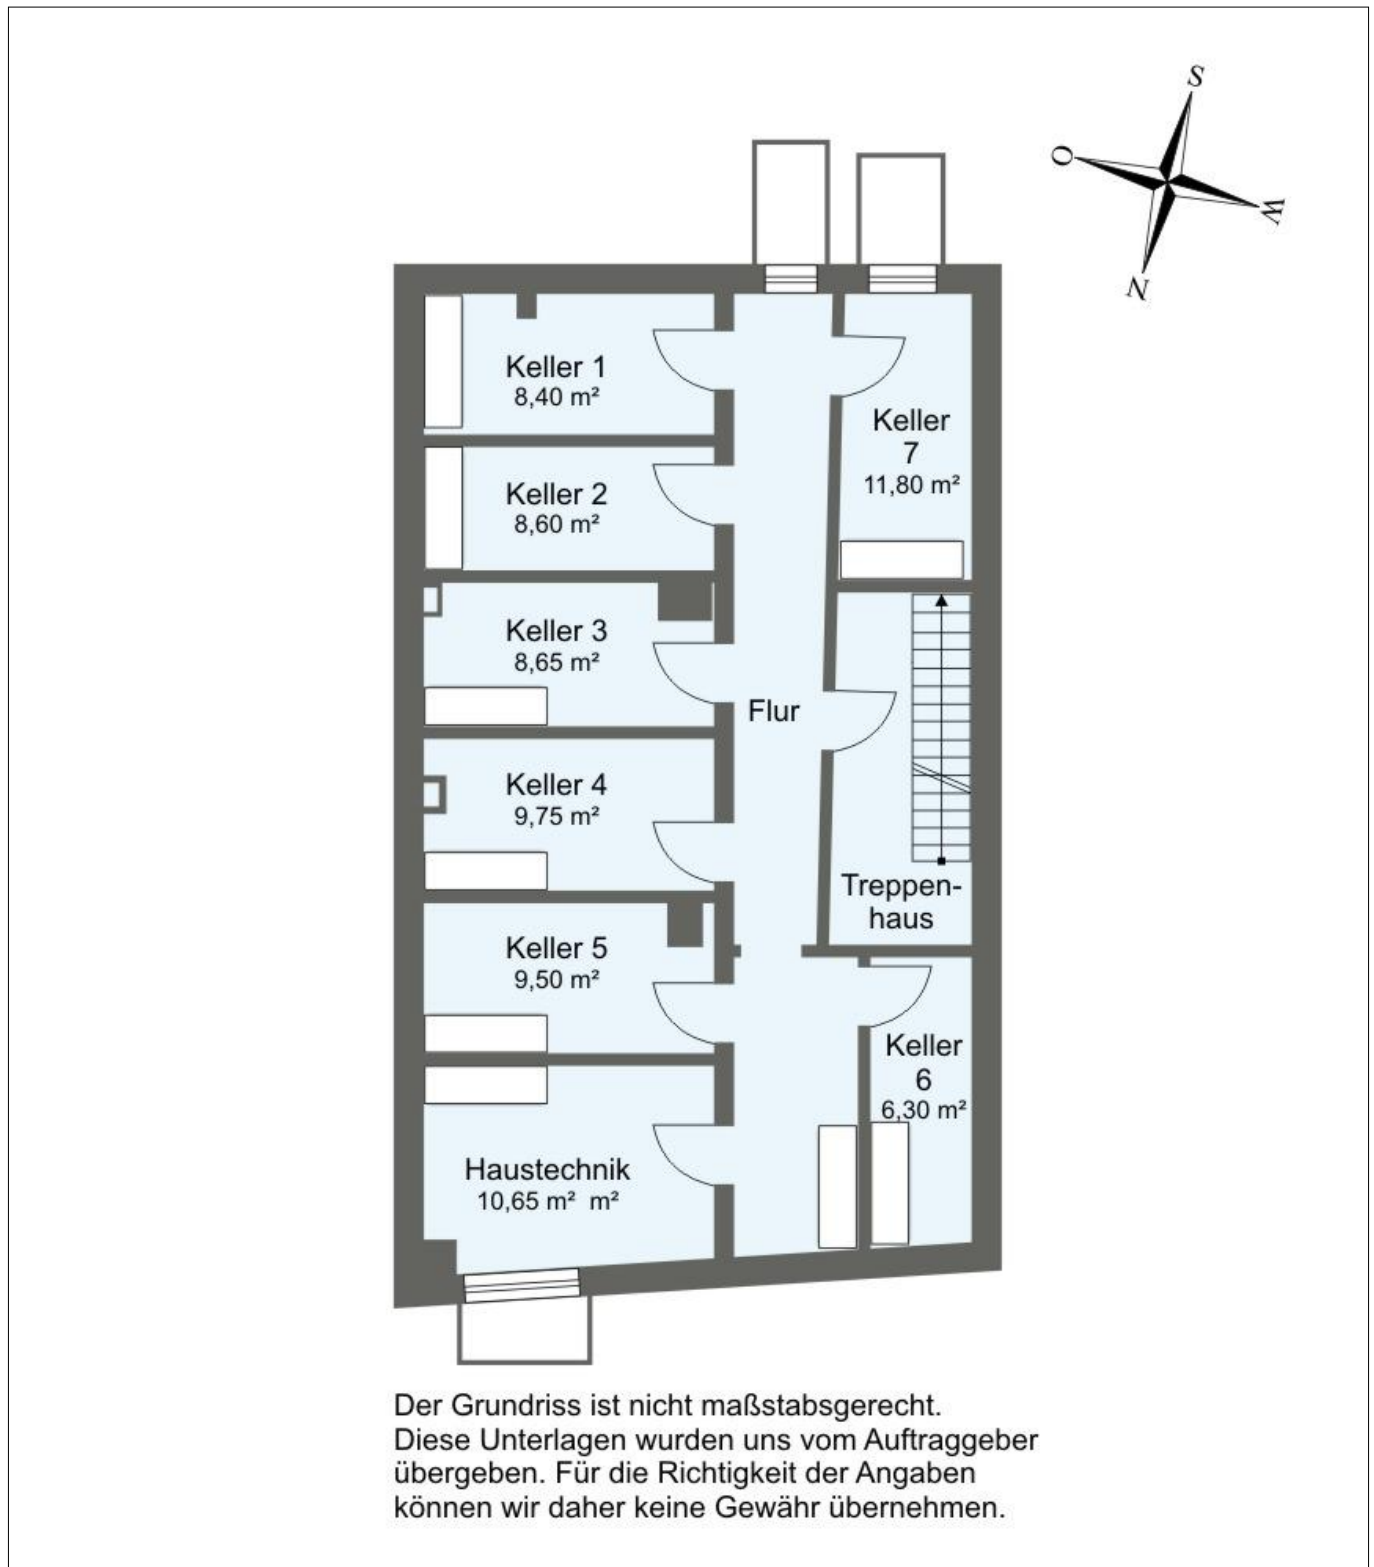 S
O
W
N
Keller 1
8,40 m²
Keller
7
11,80 m²
Keller 2
8,60 m²
Keller 3
8,65 m²
Flur
Keller 4
9,75 m²
Treppen-
haus
Keller 5
9,50 m²
Keller
6
6,30 m²
Haustechnik
10,65 m²  m²
Der Grundriss ist nicht maßstabsgerecht.
Diese Unterlagen wurden uns vom Auftraggeber
übergeben. Für die Richtigkeit der Angaben
können wir daher keine Gewähr übernehmen.